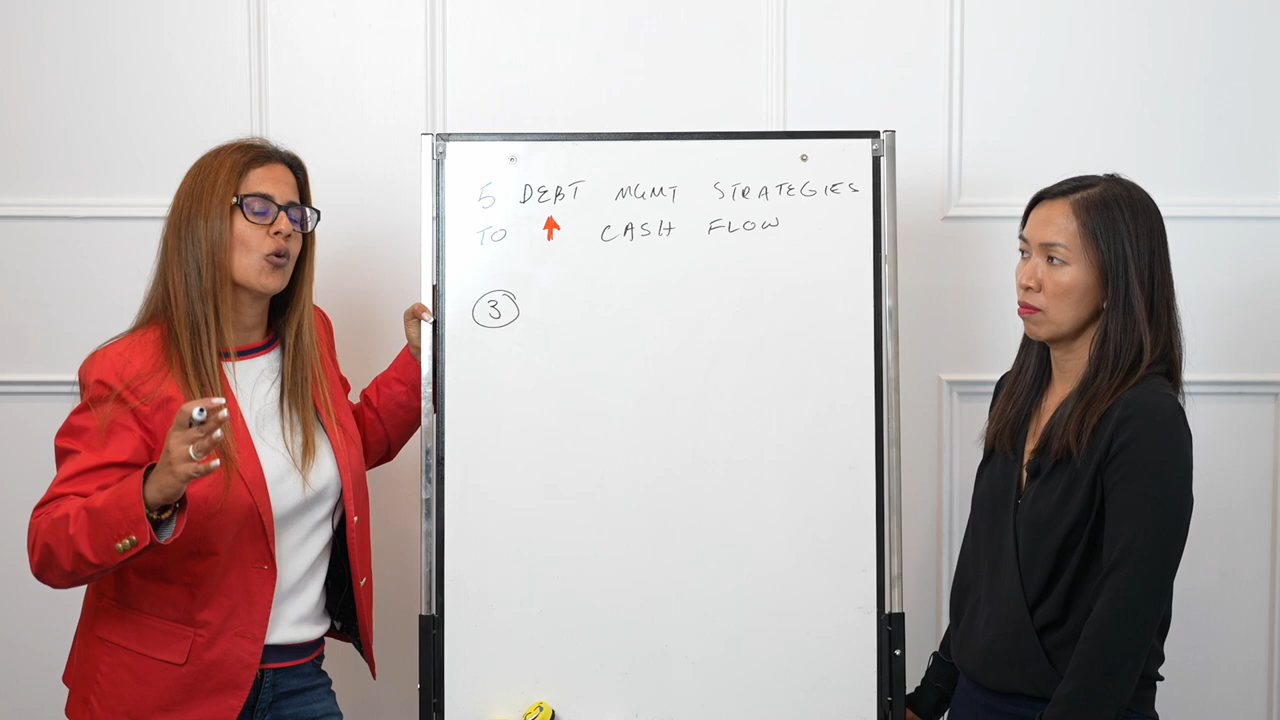 5 DEBT MGMT STRATEGIES
TO ↑ CASH FLOW
3